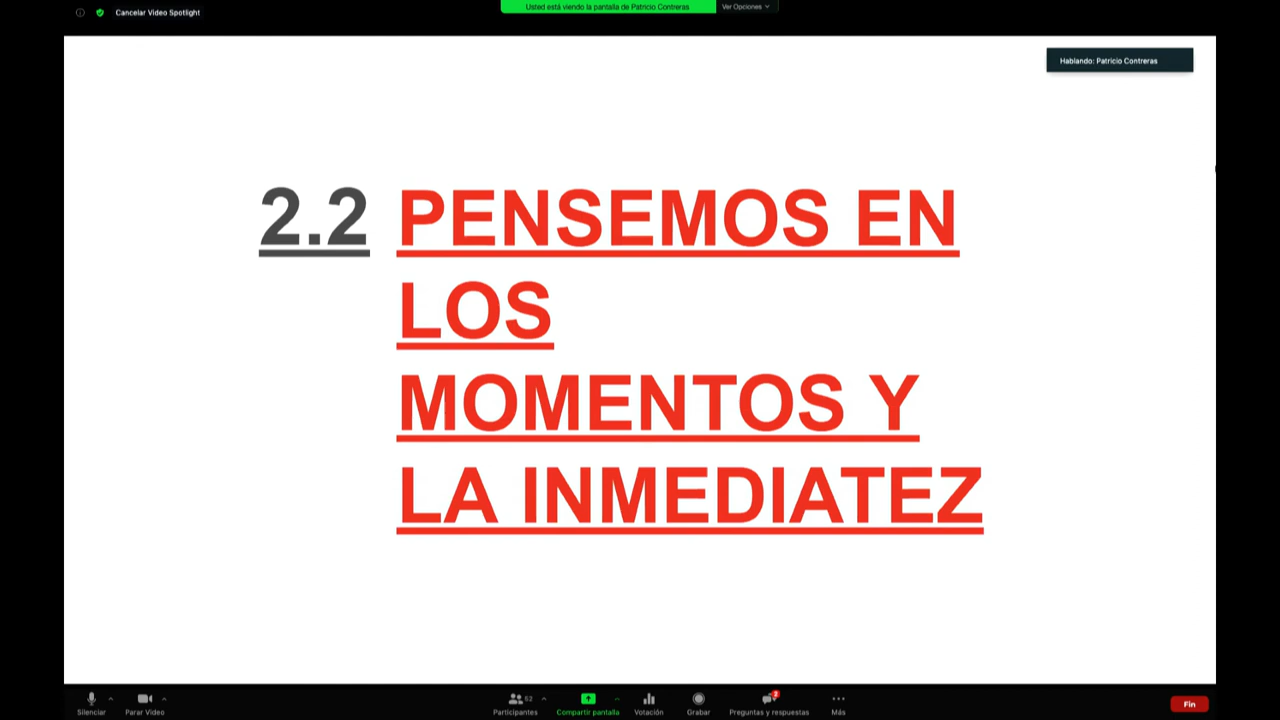 Cancelar Video Spotlight
Usted está viendo la pantalla de Patricio Contreras
Ver Opciones
Hablando: Patricio Contreras
2.2 PENSEMOS EN
LOS
MOMENTOS Y
LA INMEDIATEZ
Silenciar
Parar Video
52
Participantes
Compartir pantalla
Votación
Grabar
Preguntas y respuestas
Más
Fin